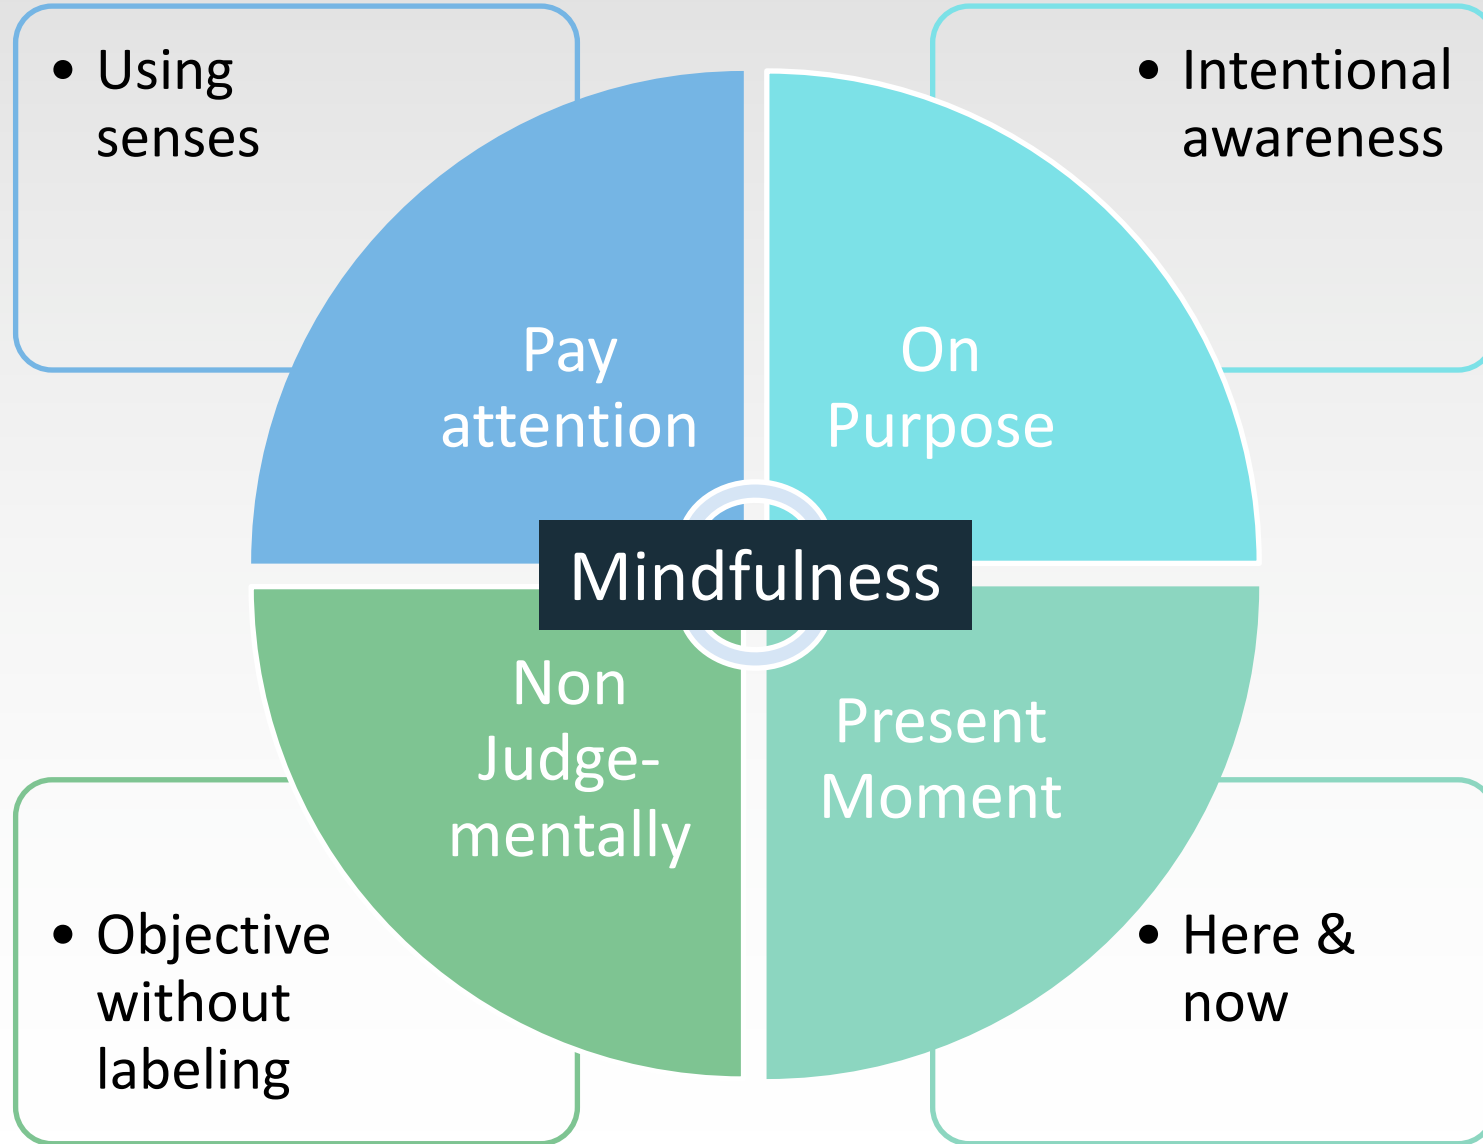 • Using
senses
• Intentional
awareness
Pay
attention
On
Purpose
Mindfulness
Non
Judge-
mentally
Present
Moment
• Objective
without
labeling
• Here &
now